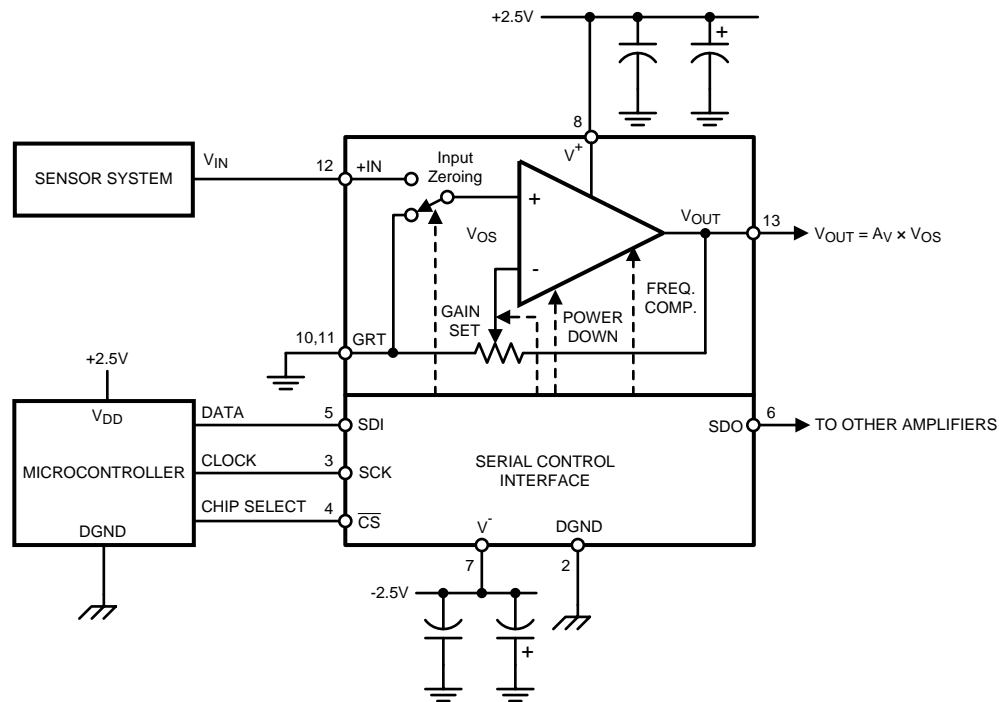 +2.5V
+
8
V+
SENSOR SYSTEM
VIN
12
+IN
Input
Zeroing
+
VOS
-
VOUT
13
VOUT = AV × VOS
GAIN
SET
POWER
DOWN
FREQ.
COMP.
10,11
GRT
+2.5V
VDD
MICROCONTROLLER
DGND
DATA
5
SDI
CLOCK
3
SCK
CHIP SELECT
4
CS
SERIAL CONTROL
INTERFACE
SDO
6
TO OTHER AMPLIFIERS
V-
DGND
7
2
-2.5V
+